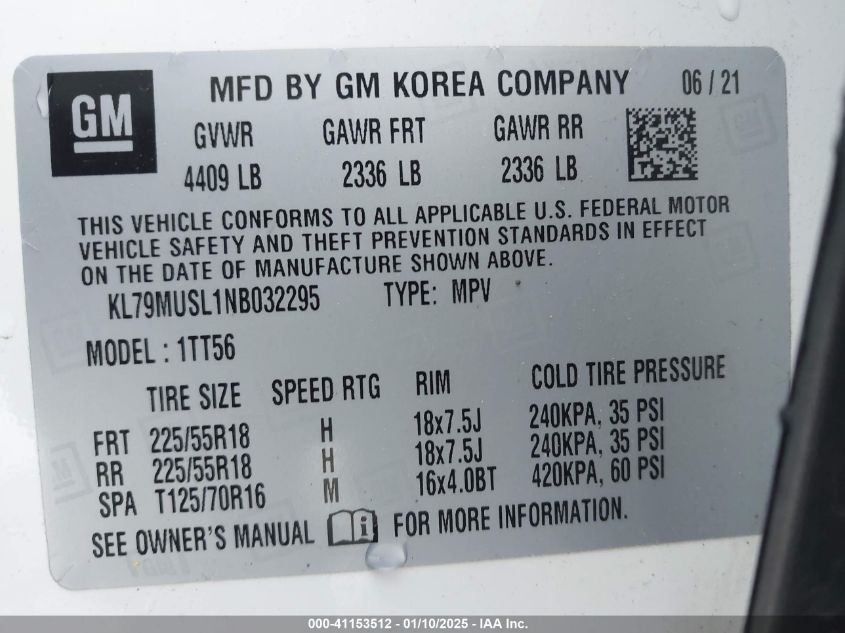 GM
MFD BY GM KOREA COMPANY 06 / 21
GVWR GAWR FRT GAWR RR
4409 LB 2336 LB 2336 LB
THIS VEHICLE CONFORMS TO ALL APPLICABLE U.S. FEDERAL MOTOR
VEHICLE SAFETY AND THEFT PREVENTION STANDARDS IN EFFECT
ON THE DATE OF MANUFACTURE SHOWN ABOVE.
KL79MUSL1NB032295 TYPE: MPV
MODEL : 1TT56
TIRE SIZE SPEED RTG RIM COLD TIRE PRESSURE
FRT 225/55R18 H 18x7.5J 240KPA, 35 PSI
RR 225/55R18 H 18x7.5J 240KPA, 35 PSI
SPA T125/70R16 M 16x4.0BT 420KPA, 60 PSI
SEE OWNER'S MANUAL i FOR MORE INFORMATION.
000-41153512 - 01/10/2025 - IAA Inc.